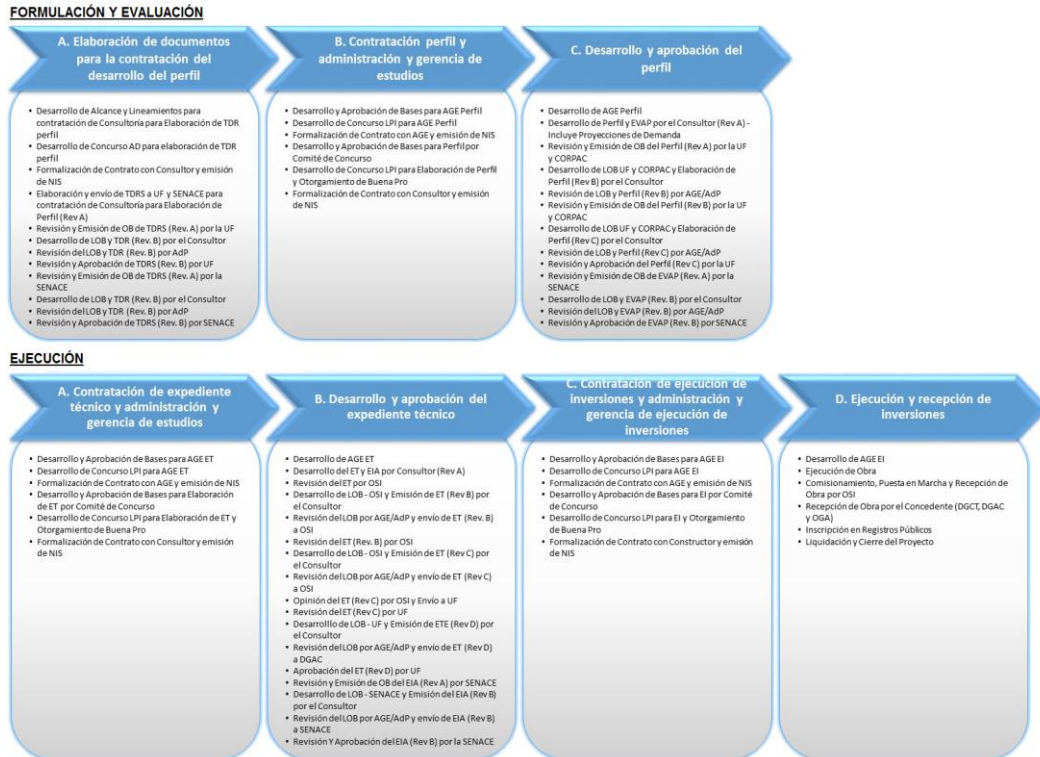 FORMULACIÓN Y EVALUACIÓN
A. Elaboración de documentos
para la contratación del
desarrollo del perfil
• Desarrollo de Alcance y Lineamientos para
contratación de Consultoría para Elaboración de TDR
perfil
• Desarrollo de Concurso AD para elaboración de TDR
perfil
• Formalización de Contrato con Consultor y emisión
de NIS
• Elaboración y envío de TDRS a UF y SENACE para
contratación de Consultoría para Elaboración de
Perfil (Rev A)
• Revisión y Emisión de OB de TDRS (Rev. A) por la UF
• Desarrollo de LOB y TDR (Rev. B) por el Consultor
• Revisión del LOB y TDR (Rev. B) por AdP
• Revisión y Aprobación de TDRS (Rev. B) por UF
• Revisión y Emisión de OB de TDRS (Rev. A) por la
SENACE
• Desarrollo de LOB y TDR (Rev. B) por el Consultor
• Revisión del LOB y TDR (Rev. B) por AdP
• Revisión y Aprobación de TDRS (Rev. B) por SENACE
B. Contratación perfil y
administración y gerencia de
estudios
• Desarrollo y Aprobación de Bases para AGE Perfil
• Desarrollo de Concurso LPI para AGE Perfil
• Formalización de Contrato con AGE y emisión de NIS
• Desarrollo y Aprobación de Bases para Perfil por
Comité de Concurso
• Desarrollo de Concurso LPI para Elaboración de Perfil
y Otorgamiento de Buena Pro
• Formalización de Contrato con Consultor y emisión
de NIS
C. Desarrollo y aprobación del
perfil
• Desarrollo de AGE Perfil
• Desarrollo de Perfil y EVAP por el Consultor (Rev A) -
Incluye Proyecciones de Demanda
• Revisión y Emisión de OB del Perfil (Rev A) por la UF
y CORPAC
• Desarrollo de LOB UF y CORPAC y Elaboración de
Perfil (Rev B) por el Consultor
• Revisión de LOB y Perfil (Rev B) por AGE/AdP
• Revisión y Emisión de OB del Perfil (Rev B) por la UF
y CORPAC
• Desarrollo de LOB UF y CORPAC y Elaboración de
Perfil (Rev C) por el Consultor
• Revisión de LOB y Perfil (Rev C) por AGE/AdP
• Revisión y Aprobación del Perfil (Rev C) por la UF
• Revisión y Emisión de OB de EVAP (Rev. A) por la
SENACE
• Desarrollo de LOB y EVAP (Rev. B) por el Consultor
• Revisión del LOB y EVAP (Rev. B) por AGE/AdP
• Revisión y Aprobación de EVAP (Rev. B) por SENACE
EJECUCIÓN
A. Contratación de expediente
técnico y administración y
gerencia de estudios
• Desarrollo y Aprobación de Bases para AGE ET
• Desarrollo de Concurso LPI para AGE ET
• Formalización de Contrato con AGE y emisión de NIS
• Desarrollo y Aprobación de Bases para Elaboración
de ET por Comité de Concurso
• Desarrollo de Concurso LPI para Elaboración de ET y
Otorgamiento de Buena Pro
• Formalización de Contrato con Consultor y emisión
de NIS
B. Desarrollo y aprobación del
expediente técnico
• Desarrollo de AGE ET
• Desarrollo del ET y EIA por Consultor (Rev A)
• Revisión del ET por OSI
• Desarrollo de LOB - OSI y Emisión de ET (Rev B) por
el Consultor
• Revisión del LOB por AGE/AdP y envío de ET (Rev. B)
a OSI
• Revisión del ET (Rev. B) por OSI
• Desarrollo de LOB - OSI y Emisión de ET (Rev C) por
el Consultor
• Revisión del LOB por AGE/AdP y envío de ET (Rev C)
a OSI
• Opinión del ET (Rev C) por OSI y Envío a UF
• Revisión del ET (Rev C) por UF
• Desarolllo de LOB - UF y Emisión de ETE (Rev D) por
el Consultor
• Revisión del LOB por AGE/AdP y envío de ET (Rev D)
a DGAC
• Aprobación del ET (Rev D) por UF
• Revisión y Emisión de OB del EIA (Rev A) por SENACE
• Desarrollo de LOB - SENACE y Emisión del EIA (Rev B)
por el Consultor
• Revisión del LOB por AGE/AdP y envío de EIA (Rev B)
a SENACE
• Revisión Y Aprobación del EIA (Rev B) por la SENACE
C. Contratación de ejecución de
inversiones y administración y
gerencia de ejecución de
inversiones
• Desarrollo y Aprobación de Bases para AGE EI
• Desarrollo de Concurso LPI para AGE EI
• Formalización de Contrato con AGE y emisión de NIS
• Desarrollo y Aprobación de Bases para EI por Comité
de Concurso
• Desarrollo de Concurso LPI para EI y Otorgamiento
de Buena Pro
• Formalización de Contrato con Constructor y emisión
de NIS
D. Ejecución y recepción de
inversiones
• Desarrollo de AGE EI
• Ejecución de Obra
• Comisionamiento, Puesta en Marcha y Recepción de
Obra por OSI
• Recepción de Obra por el Concedente (DGCT, DGAC
y OGA)
• Inscripción en Registros Públicos
• Liquidación y Cierre del Proyecto